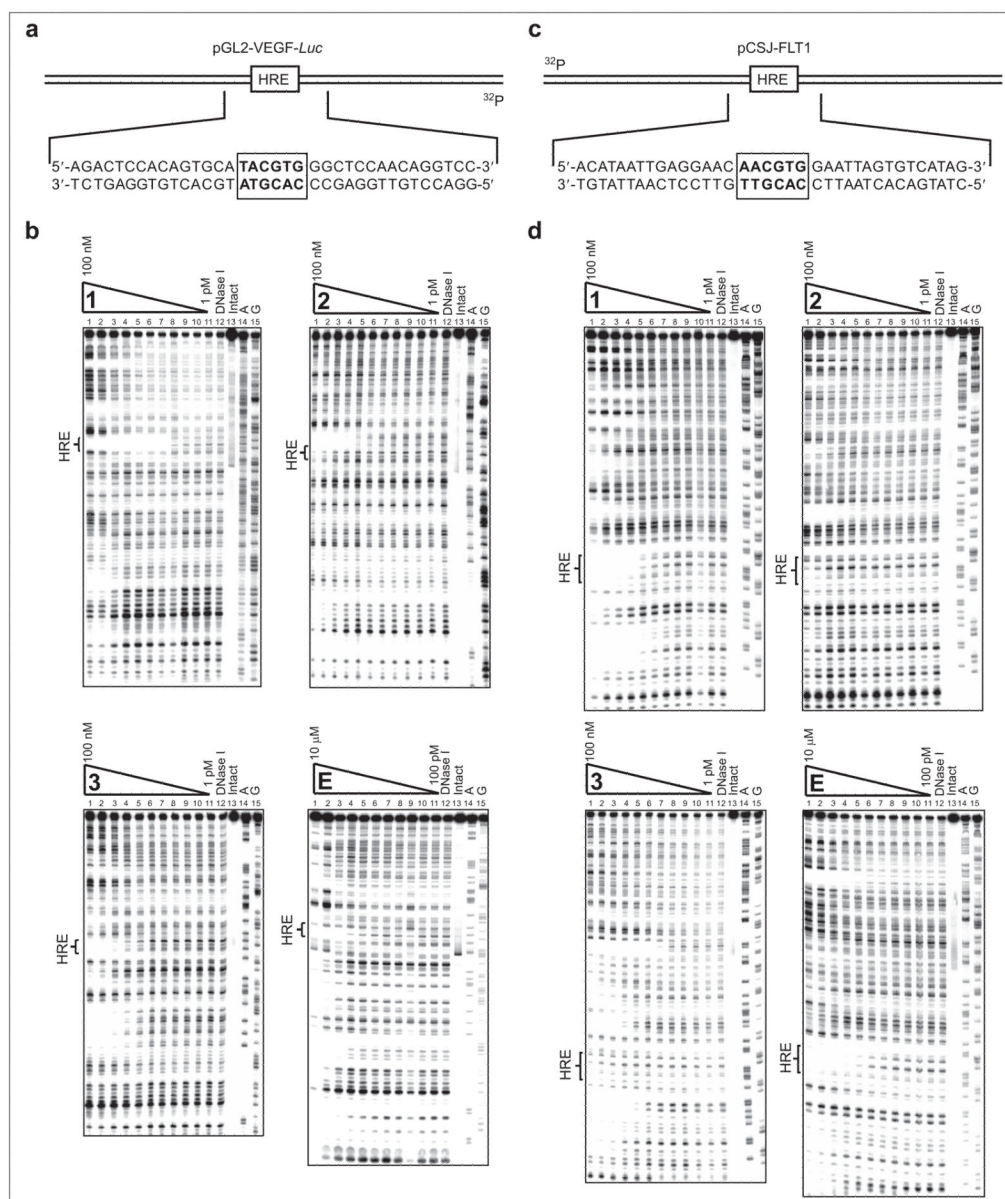 a
pGL2-VEGF-Luc
HRE
32P
5′-AGACTCCACAGTGCA TACGTG GGCTCCAACAGGTCC-3′
3′-TCTGAGGTGTCACGT ATGCAC CCGAGGTTGTCCAGG-5′
c
pCSJ-FLT1
32P
HRE
5′-ACATAATTGAGGAAC AACGTG GAATTAGTGTCATAG-3′
3′-TGTATTAACTCCTTG TTGCAC CTTAATCACAGTATC-5′
b
100 nM 1 pM DNase I Intact A G
1
1 2 3 4 5 6 7 8 9 10 11 12 13 14 15
HRE
100 nM 1 pM DNase I Intact A G
2
1 2 3 4 5 6 7 8 9 10 11 12 13 14 15
HRE
100 nM 1 pM DNase I Intact A G
3
1 2 3 4 5 6 7 8 9 10 11 12 13 14 15
HRE
10 μM 100 pM DNase I Intact A G
E
1 2 3 4 5 6 7 8 9 10 11 12 13 14 15
HRE
d
100 nM 1 pM DNase I Intact A G
1
1 2 3 4 5 6 7 8 9 10 11 12 13 14 15
HRE
100 nM 1 pM DNase I Intact A G
2
1 2 3 4 5 6 7 8 9 10 11 12 13 14 15
HRE
100 nM 1 pM DNase I Intact A G
3
1 2 3 4 5 6 7 8 9 10 11 12 13 14 15
HRE
10 μM 100 pM DNase I Intact A G
E
1 2 3 4 5 6 7 8 9 10 11 12 13 14 15
HRE